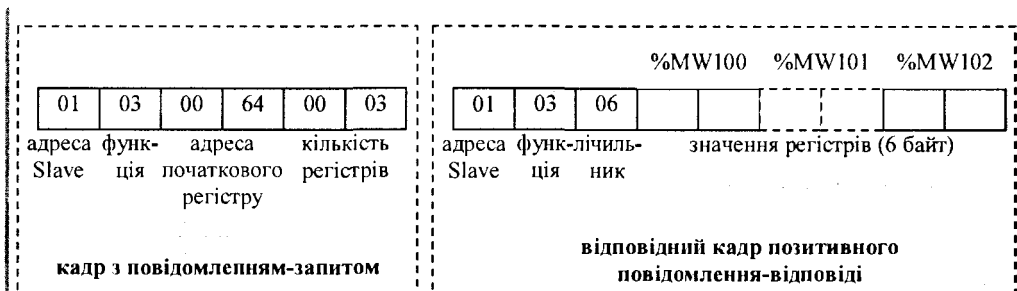 %MW100 %MW101 %MW102
01 03 00 64 00 03
01 03 06
адреса функ- адреса кількість
Slave ція початкового регістрів
регістру
адреса функ-лічиль- значення регістрів (6 байт)
Slave ція ник
кадр з повідомленням-запитом
відповідний кадр позитивного
повідомлення-відповіді